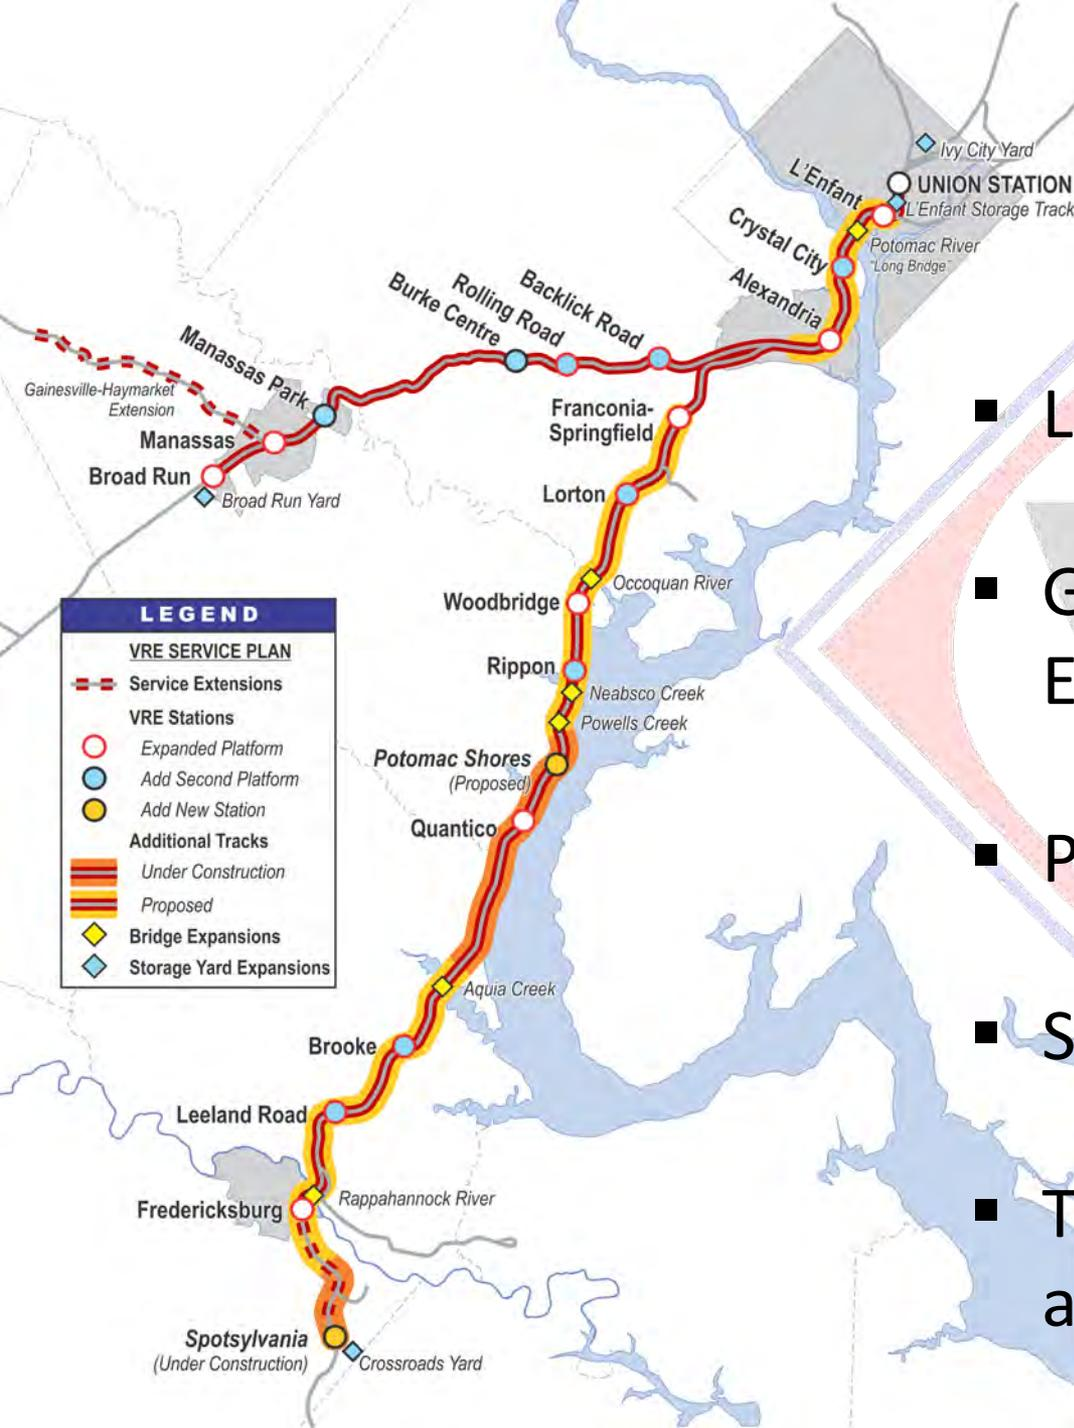 Ivy City Yard
L'Enfant
UNION STATION
L'Enfant Storage Track
Crystal City
Potomac River
"Long Bridge"
Alexandria
Backlick Road
Rolling Road
Burke Centre
Manassas Park
Gainesville-Haymarket
Extension
Manassas
Broad Run
Broad Run Yard
Franconia-
Springfield
Lorton
Occoquan River
Woodbridge
Rippon
Neabsco Creek
Powells Creek
Potomac Shores
(Proposed)
Quantico
Aquia Creek
Brooke
Leeland Road
Rappahannock River
Fredericksburg
Spotsylvania
(Under Construction)
Crossroads Yard
LEGEND
VRE SERVICE PLAN
Service Extensions
VRE Stations
Expanded Platform
Add Second Platform
Add New Station
Additional Tracks
Under Construction
Proposed
Bridge Expansions
Storage Yard Expansions
▪ L
▪ G
E
▪ P
▪ S
▪ T
a